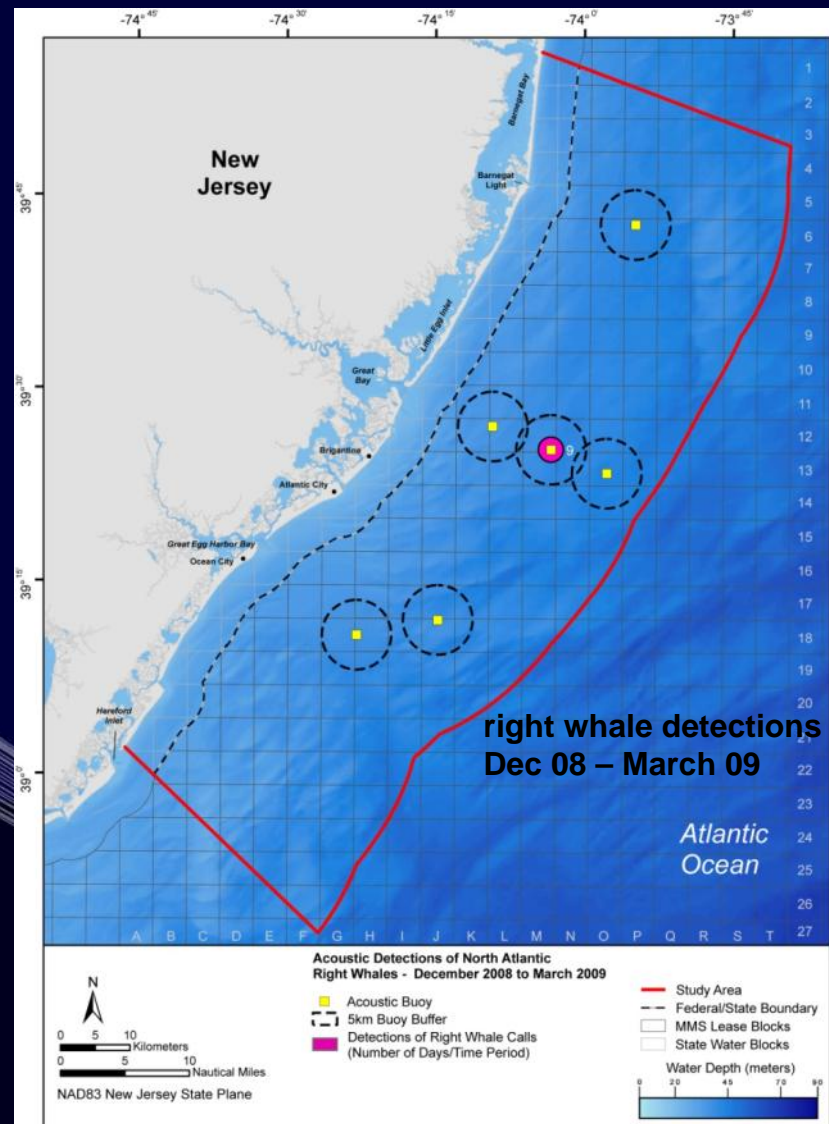 -74° 45'
-74° 30'
-74° 15'
-74° 0'
-73° 45'
39° 45'
39° 30'
39° 15'
39° 0'
New
Jersey
Barnegat Bay
Barnegat
Light
Little Egg Inlet
Great
Bay
Brigantine
Atlantic City
Great Egg Harbor Bay
Ocean City
Hereford
Inlet
9
1
2
3
4
5
6
7
8
9
10
11
12
13
14
15
16
17
18
19
20
21
22
23
24
25
26
27
right whale detections
Dec 08 – March 09
Atlantic
Ocean
A B C D E F G H I J K L M N O P Q R S T
Acoustic Detections of North Atlantic
Right Whales - December 2008 to March 2009
Acoustic Buoy
5km Buoy Buffer
Detections of Right Whale Calls
(Number of Days/Time Period)
N
0 5 10
Kilometers
0 5 10
Nautical Miles
NAD83 New Jersey State Plane
Study Area
Federal/State Boundary
MMS Lease Blocks
State Water Blocks
Water Depth (meters)
0 20 45 70 90